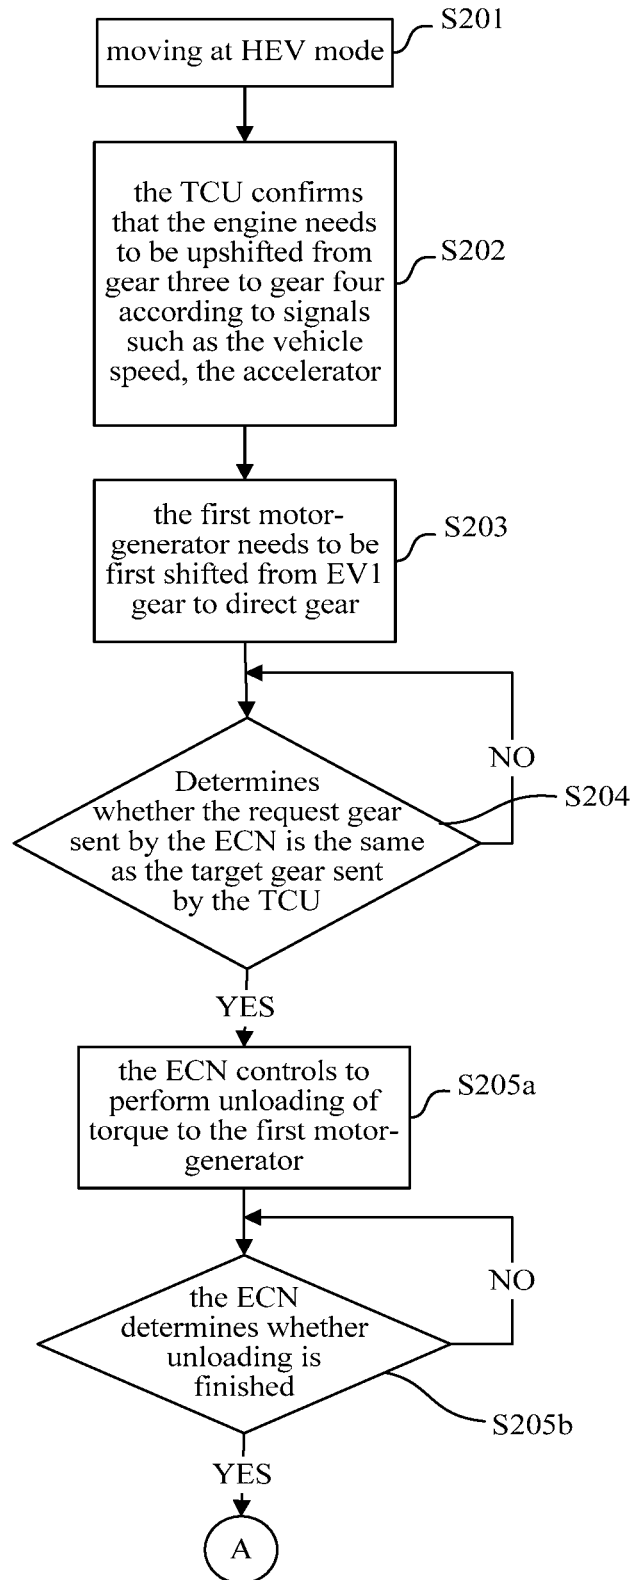 S201
moving at HEV mode
the TCU confirms
that the engine needs
to be upshifted from
gear three to gear four
according to signals
such as the vehicle
speed, the accelerator
S202
the first motor-
generator needs to be
first shifted from EV1
gear to direct gear
S203
NO
Determines
whether the request gear
sent by the ECN is the same
as the target gear sent
by the TCU
S204
YES
the ECN controls to
perform unloading of
torque to the first motor-
generator
S205a
NO
the ECN
determines whether
unloading is
finished
S205b
YES
A